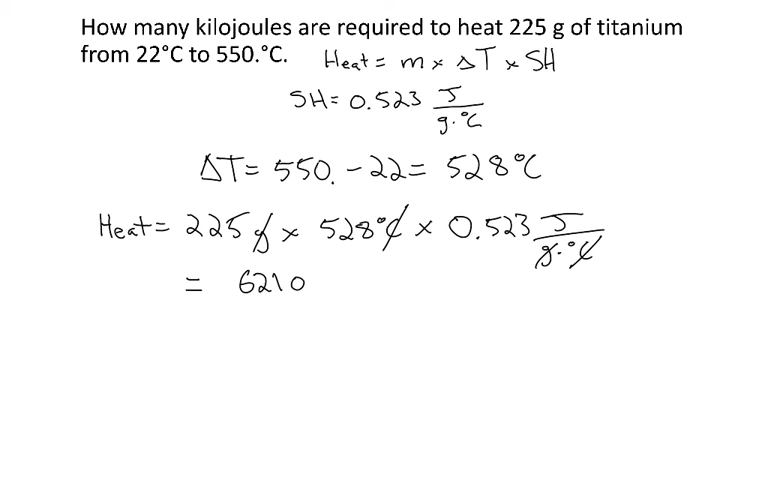 How many kilojoules are required to heat 225 g of titanium
from 22°C to 550.°C. Heat = m × ΔT × SH
SH = 0.523 J/g·°C
ΔT = 550. - 22 = 528°C
Heat = 225 g × 528°C × 0.523 J/g·°C
= 6210